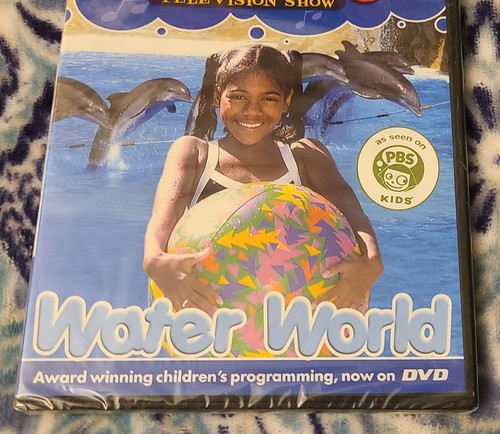 TELEVISION SHOW
as seen on
PBS
KIDS
Water World
Award winning children's programming, now on DVD